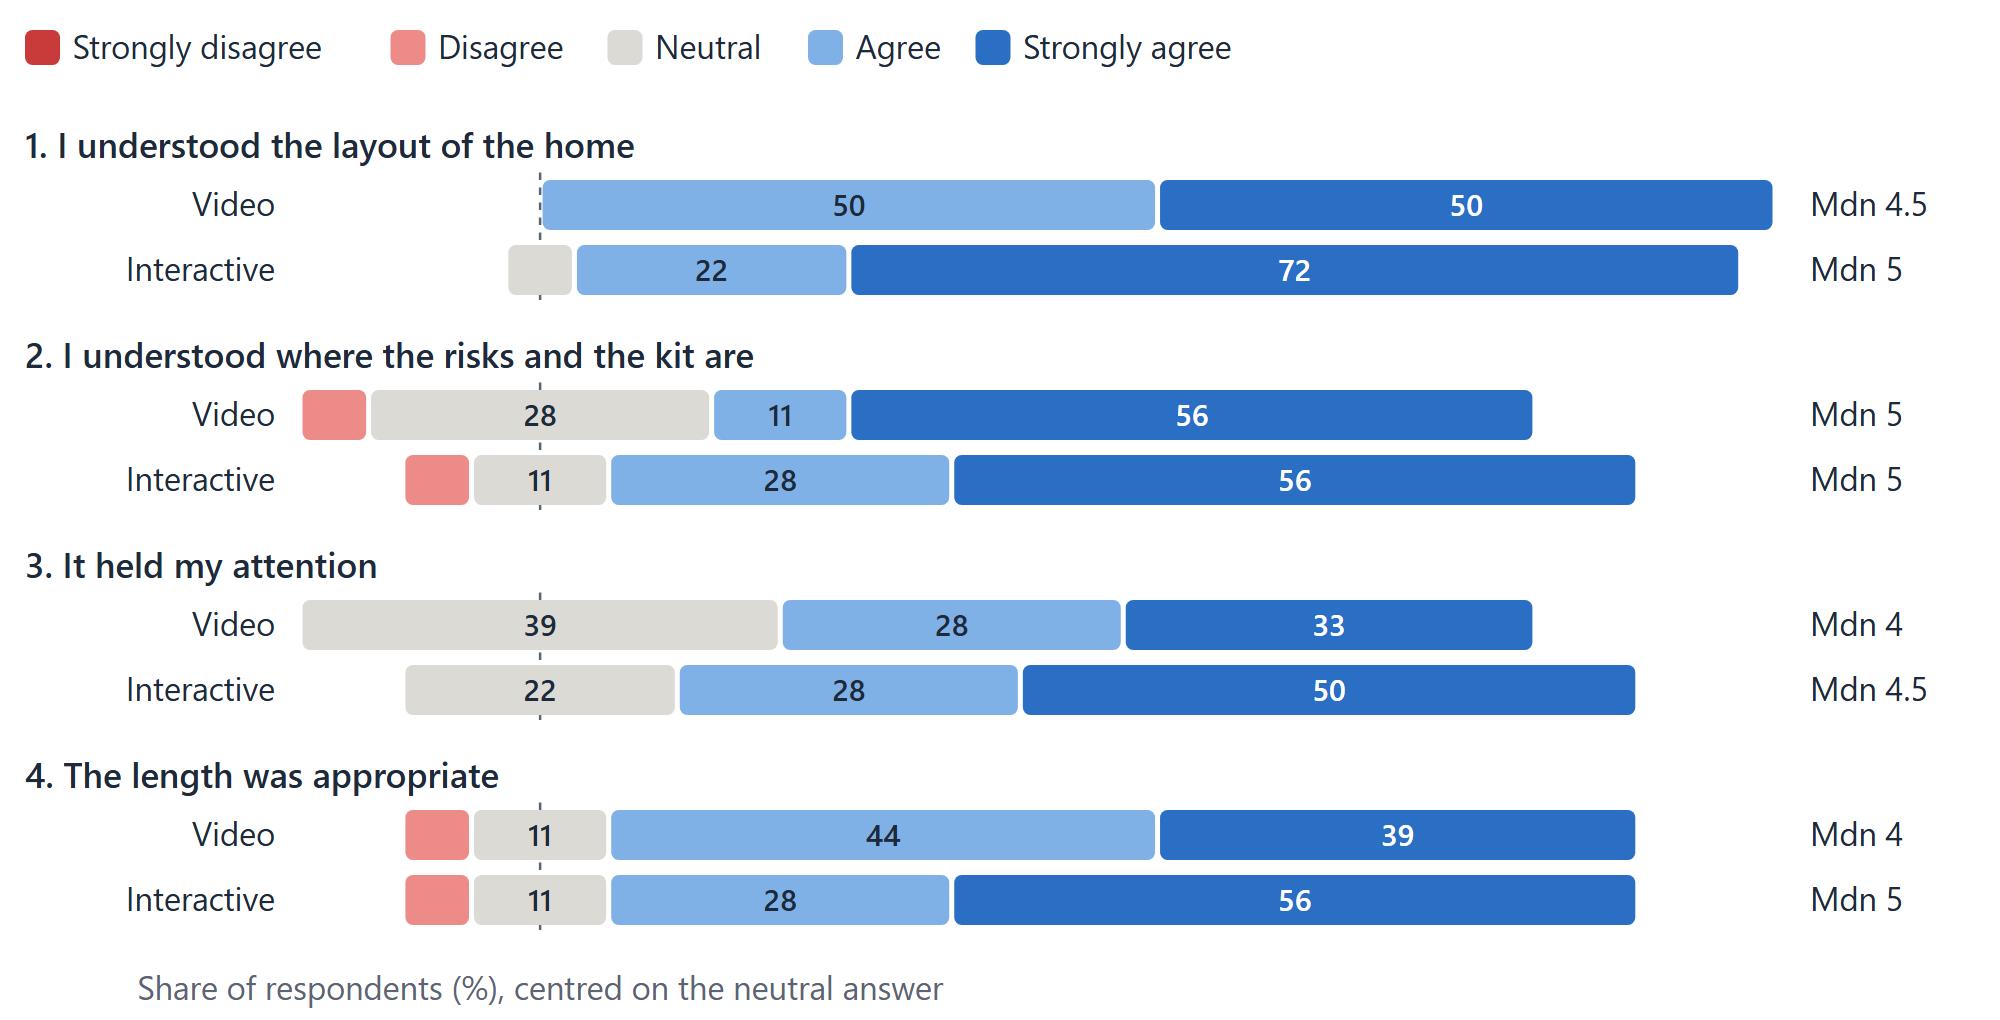 Strongly disagree Disagree Neutral Agree Strongly agree
1. I understood the layout of the home
Video 50 50 Mdn 4.5
Interactive 22 72 Mdn 5
2. I understood where the risks and the kit are
Video 28 11 56 Mdn 5
Interactive 11 28 56 Mdn 5
3. It held my attention
Video 39 28 33 Mdn 4
Interactive 22 28 50 Mdn 4.5
4. The length was appropriate
Video 11 44 39 Mdn 4
Interactive 11 28 56 Mdn 5
Share of respondents (%), centred on the neutral answer